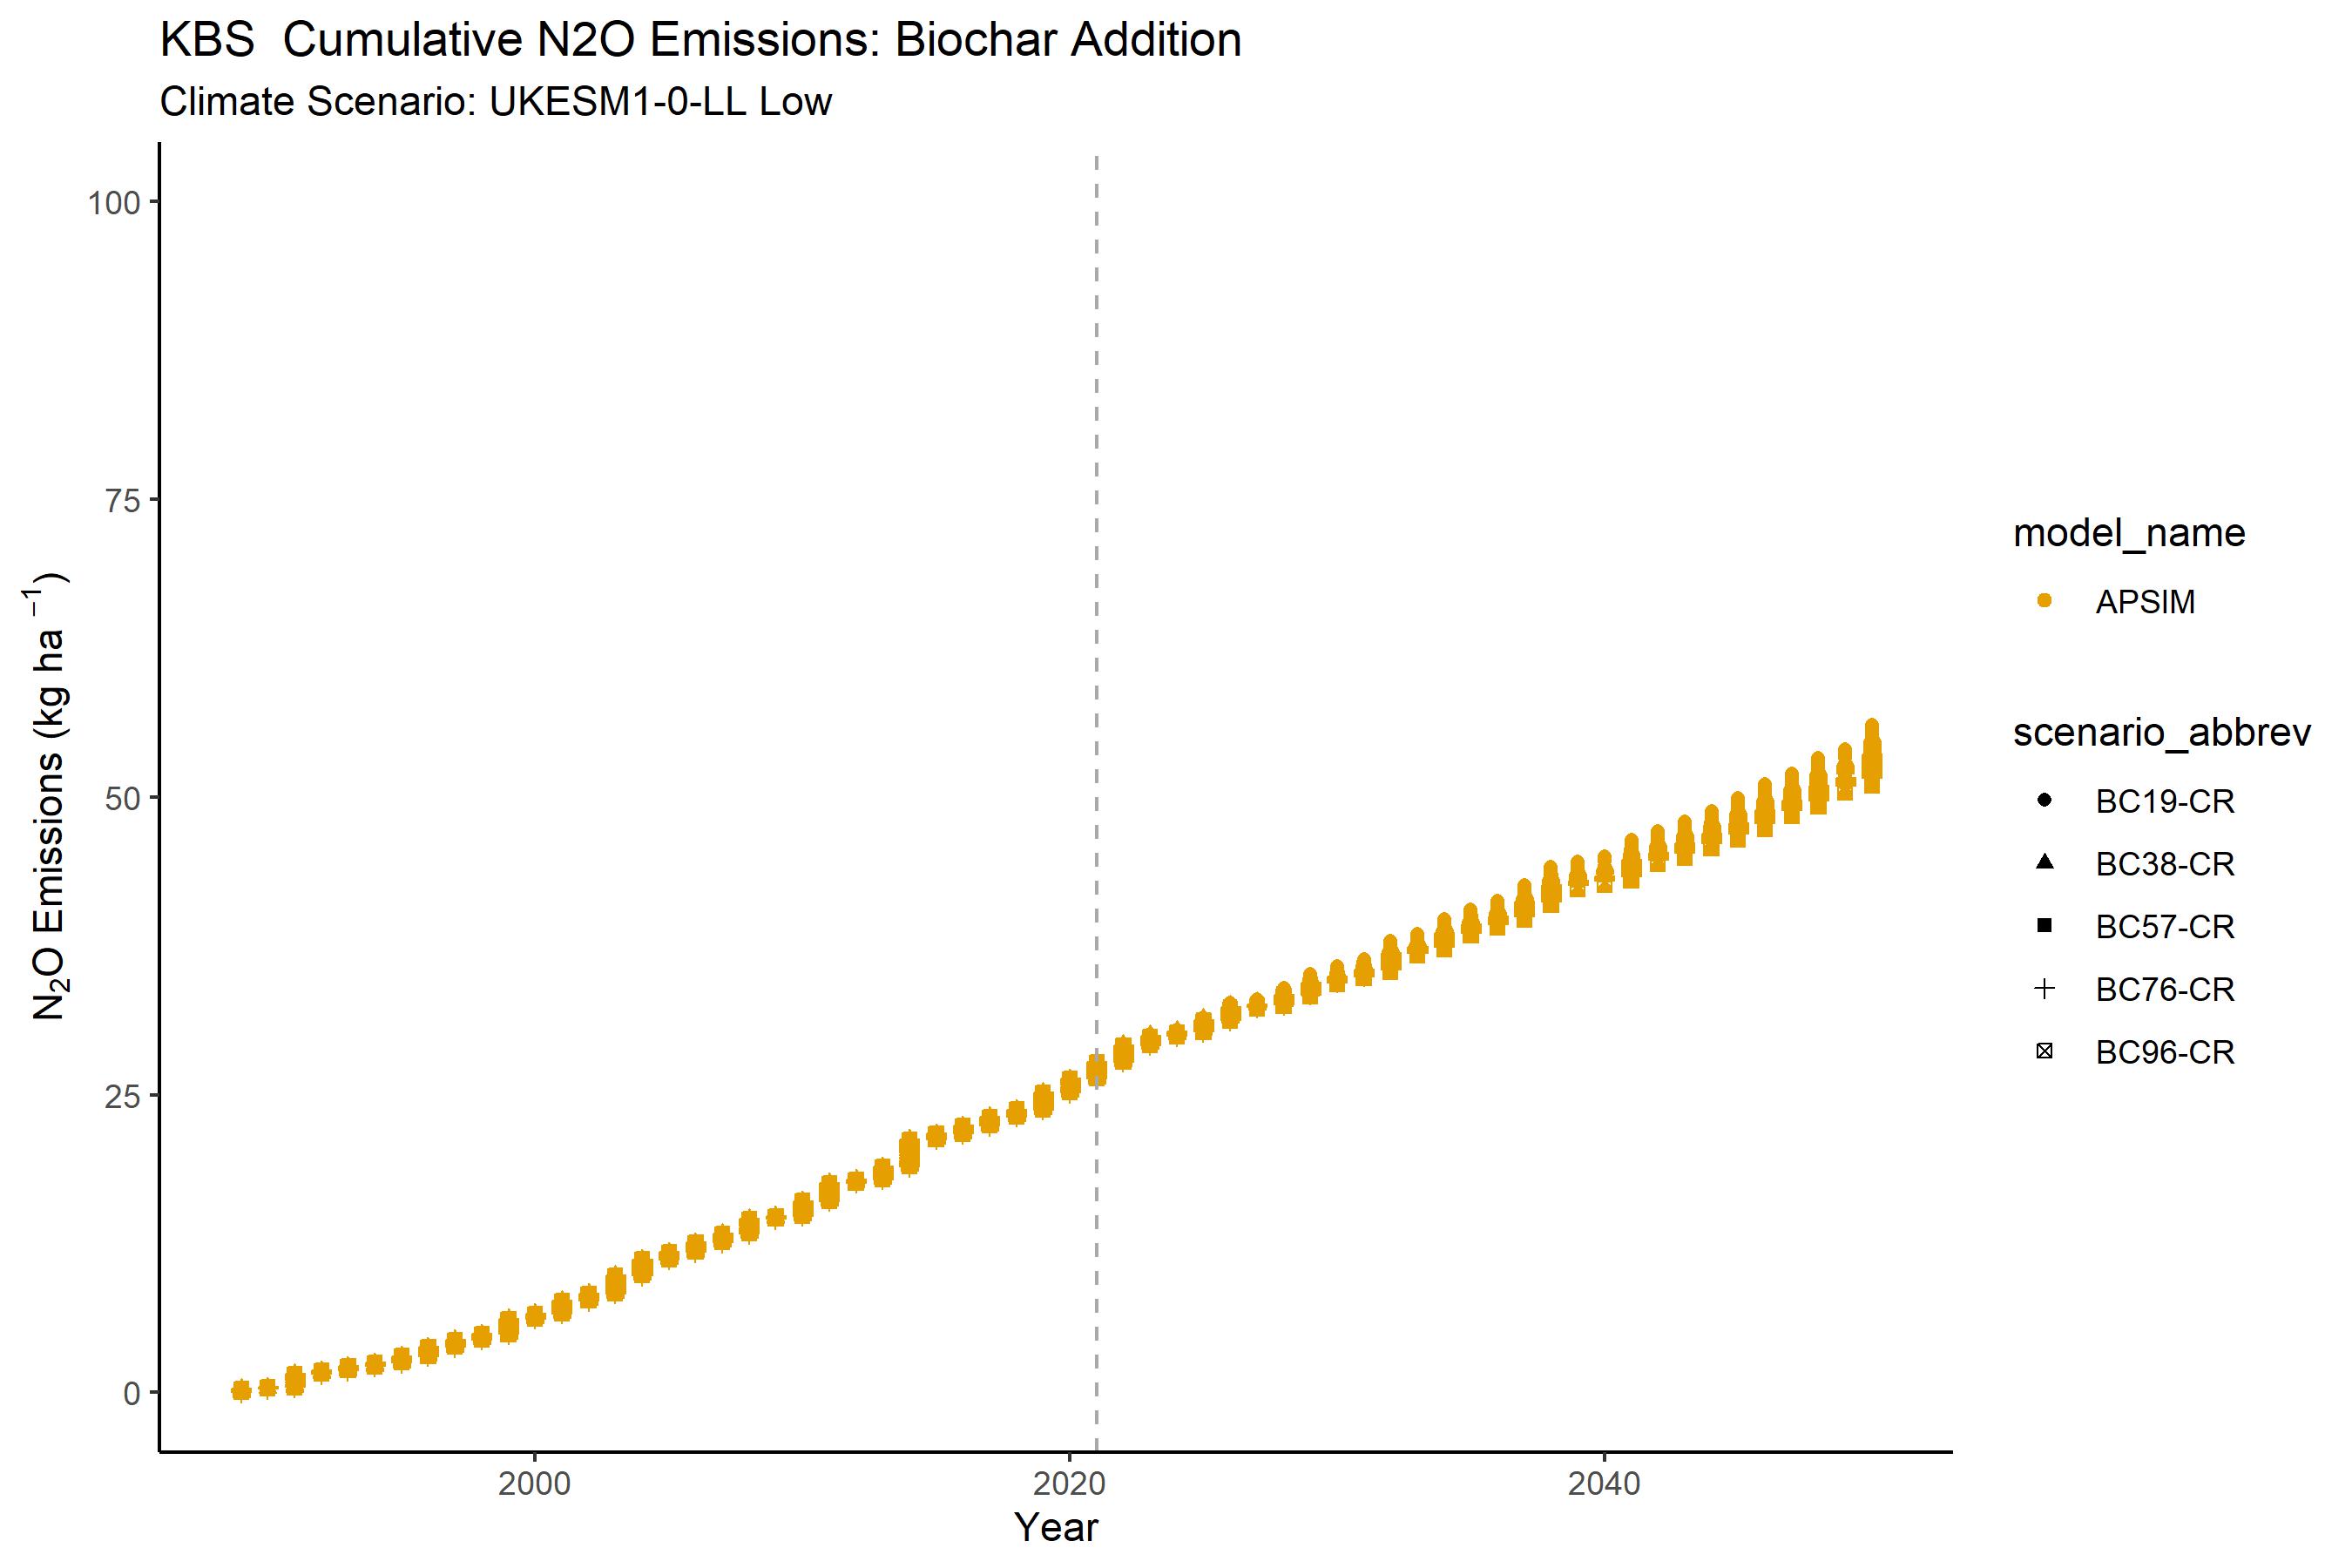 KBS  Cumulative N2O Emissions: Biochar Addition
Climate Scenario: UKESM1-0-LL Low
N₂O Emissions (kg ha ⁻¹)
100
75
50
25
0
2000
2020
2040
Year
model_name
APSIM
scenario_abbrev
BC19-CR
BC38-CR
BC57-CR
BC76-CR
BC96-CR